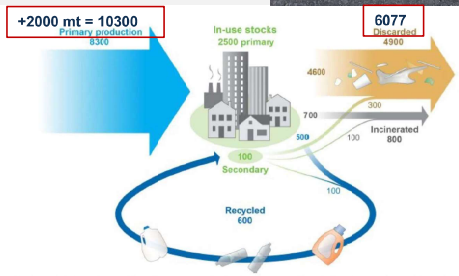 +2000 mt = 10300
6077
Primary production
8300
In-use stocks
2500 primary
Discarded
4900
4600
300
700
Incinerated
800
500
100
100
Secondary
100
Recycled
600